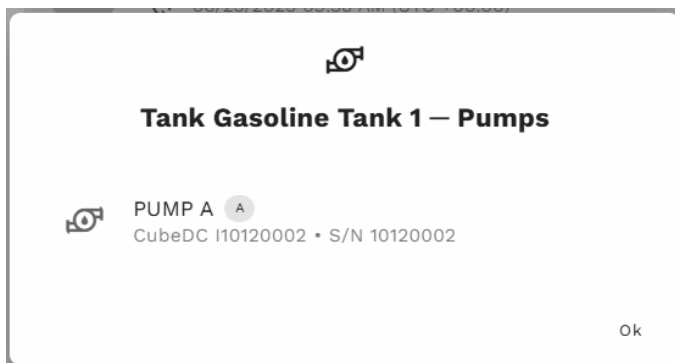 Tank Gasoline Tank 1 — Pumps
PUMP A A
CubeDC I10120002 • S/N 10120002
Ok